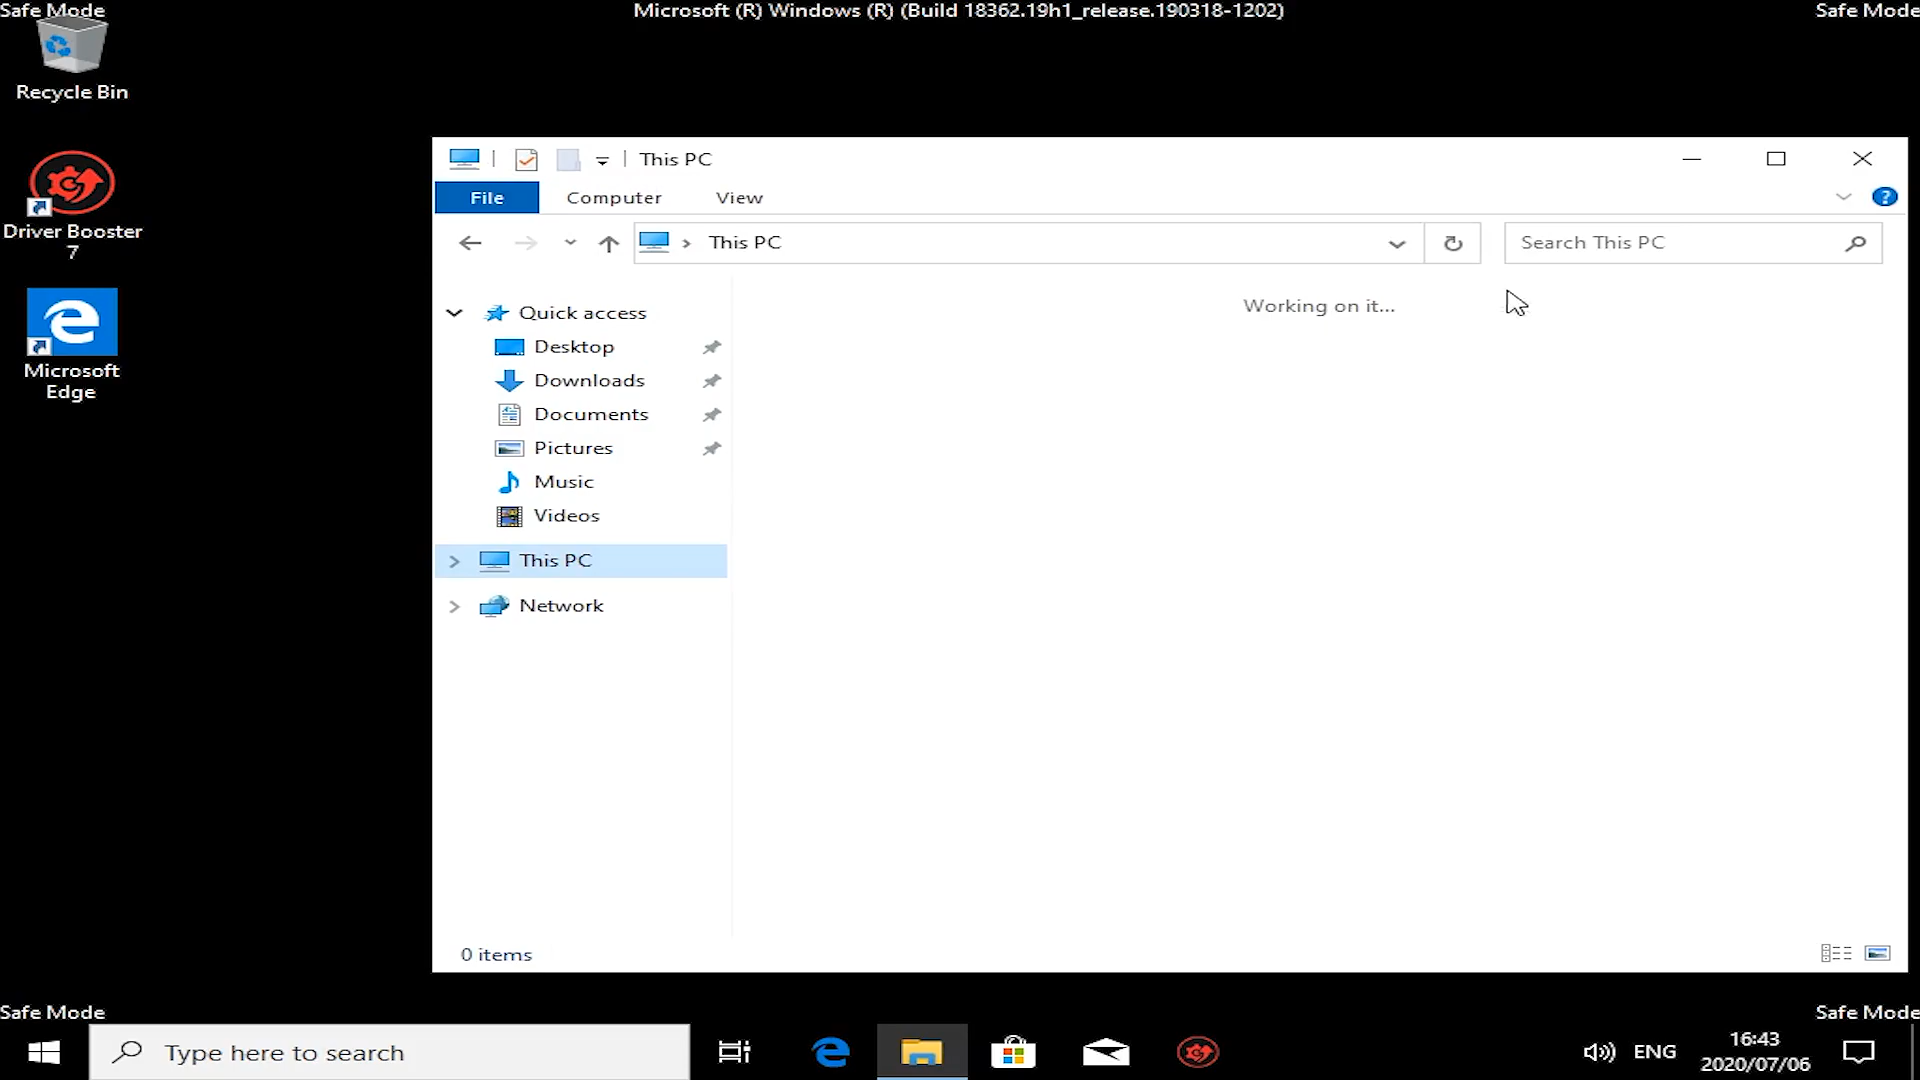 Safe Mode
Microsoft (R) Windows (R) (Build 18362.19h1_release.190318-1202)
Safe Mode
Recycle Bin
Driver Booster
7
Microsoft
Edge
This PC
File
Computer
View
This PC
Search This PC
Working on it...
Quick access
Desktop
Downloads
Documents
Pictures
Music
Videos
This PC
Network
0 items
Safe Mode
Safe Mode
Type here to search
ENG
16:43
2020/07/06